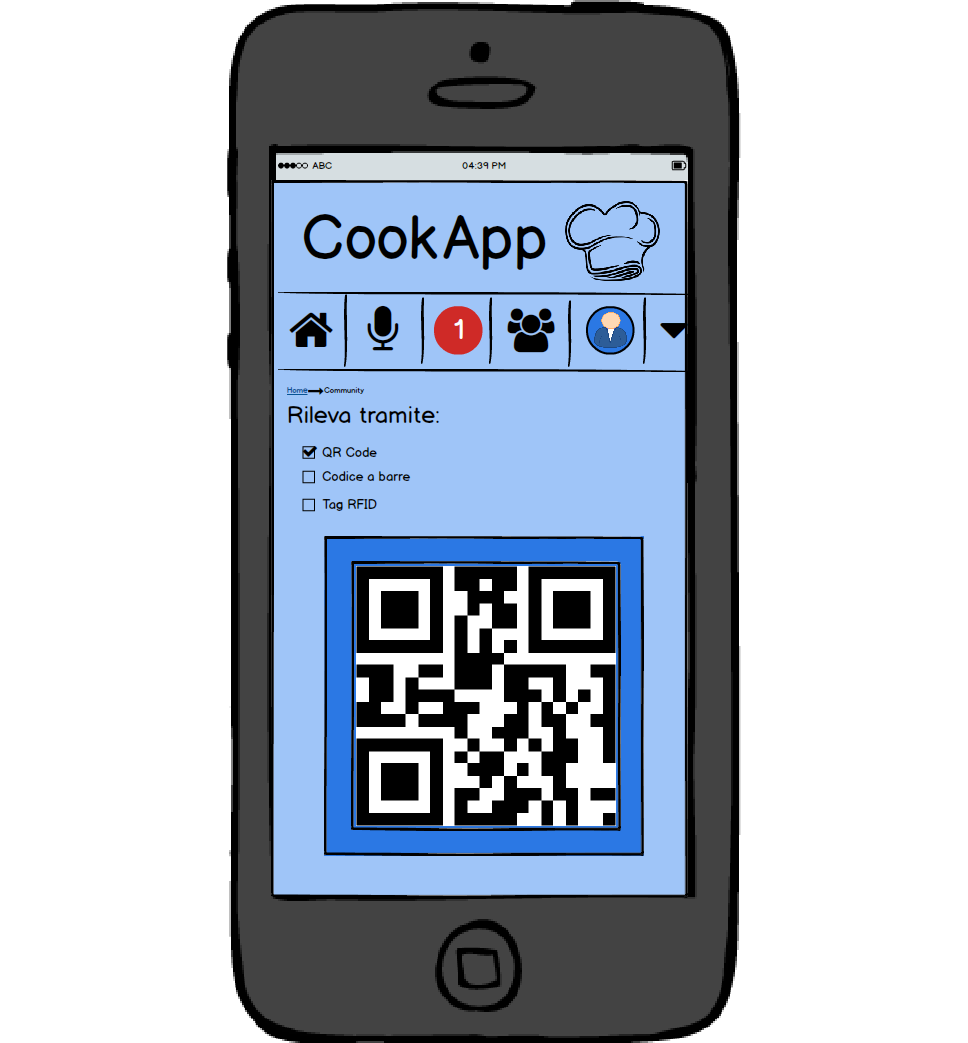 ABC 04:39 PM
CookApp
1
Home Community
Rileva tramite:
QR Code
Codice a barre
Tag RFID